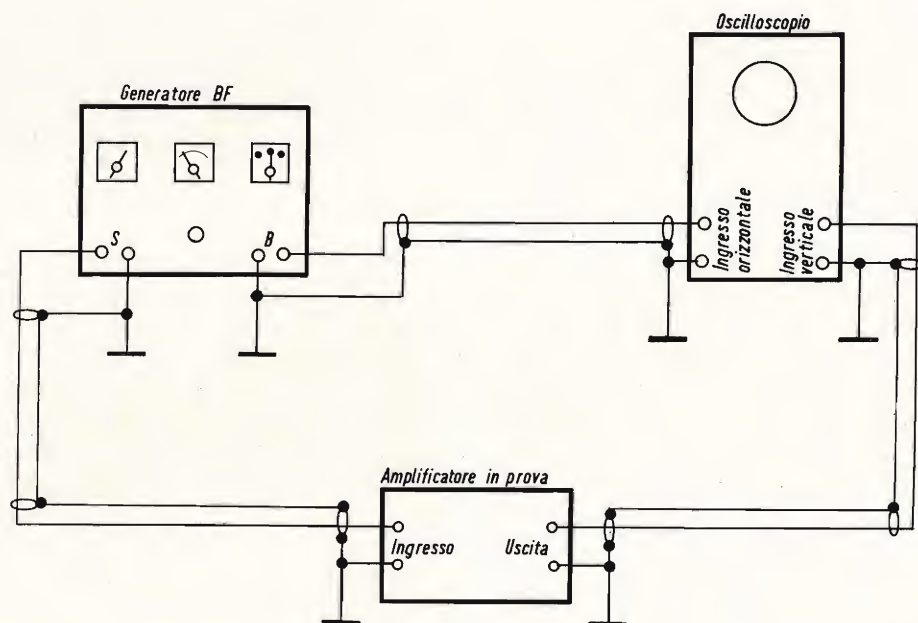 Oscilloscopio
Generatore BF
S
B
Ingresso
orizzontale
Ingresso
verticale
Amplificatore in prova
Ingresso
Uscita